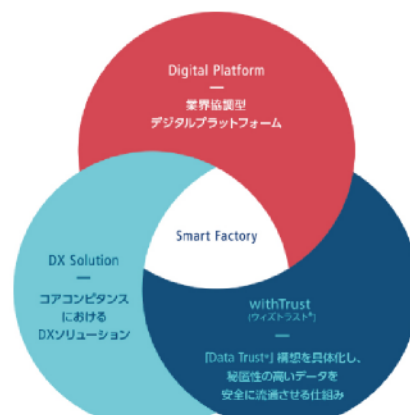 Digital Platform
業界協調型
デジタルプラットフォーム
Smart Factory
DX Solution
コアコンピタンス
における
DXソリューション
withTrust
(ウィズトラスト®)
「Data Trust®」構想を具体化し、
秘匿性の高いデータを
安全に流通させる仕組み